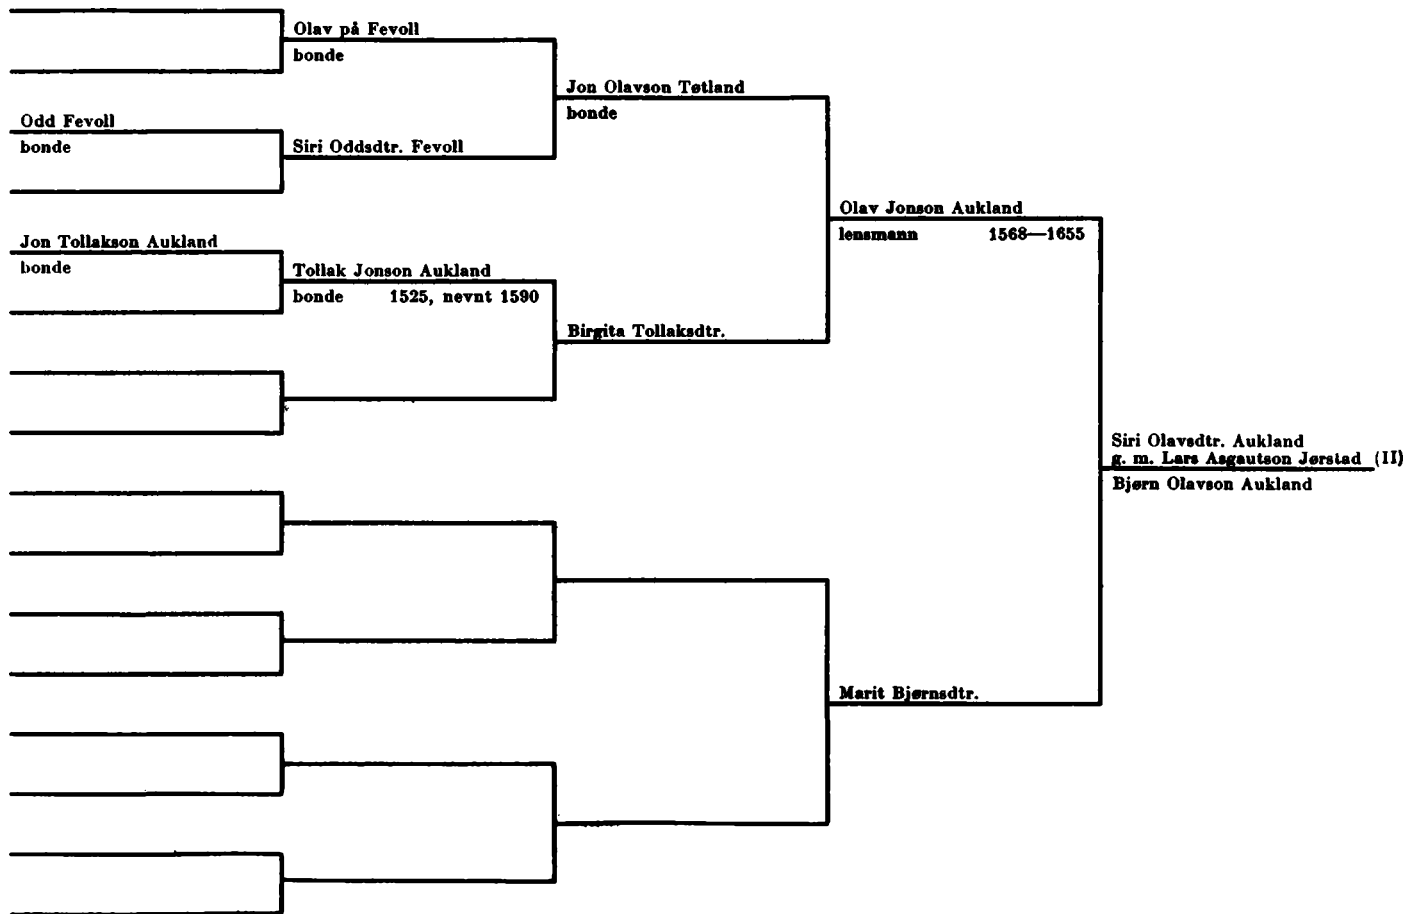 Olav på Fevoll
bonde
Jon Olavson Tøtland
bonde
Odd Fevoll
bonde
Siri Oddsdtr. Fevoll
Olav Jonson Aukland
lensmann 1568—1655
Jon Tollakson Aukland
bonde
Tollak Jonson Aukland
bonde 1525, nevnt 1590
Birgita Tollaksdtr.
Siri Olavsdtr. Aukland
g. m. Lars Asgautson Jørstad (II)
Bjørn Olavson Aukland
Marit Bjørnsdtr.